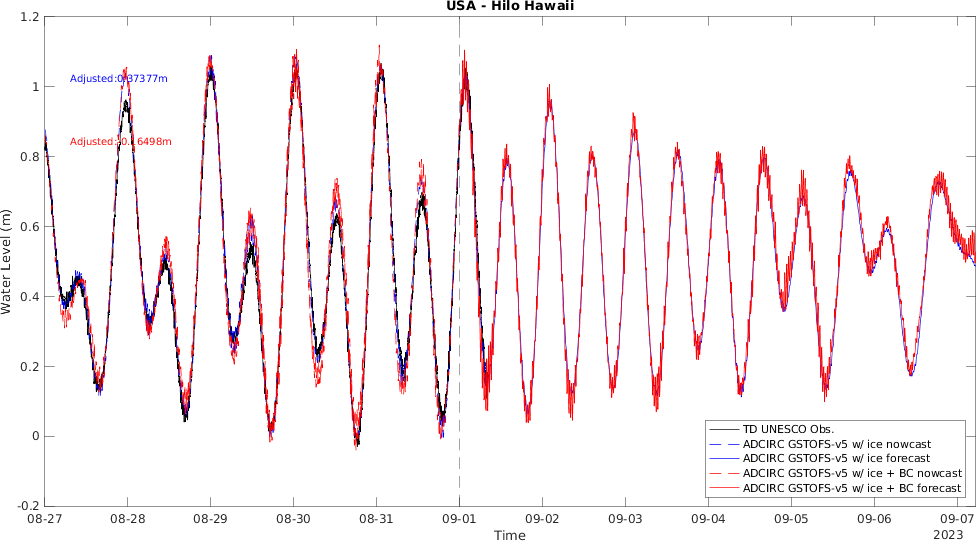 USA - Hilo Hawaii
1.2
1
0.8
0.6
0.4
0.2
0
-0.2
Water Level (m)
Adjusted:0.37377m
TD UNESCO Obs.
ADCIRC GSTOFS-v5 w/ ice nowcast
ADCIRC GSTOFS-v5 w/ ice forecast
ADCIRC GSTOFS-v5 w/ ice + BC nowcast
ADCIRC GSTOFS-v5 w/ ice + BC forecast
08-27 08-28 08-29 08-30 08-31 09-01 09-02 09-03 09-04 09-05 09-06 09-07
Time
2023